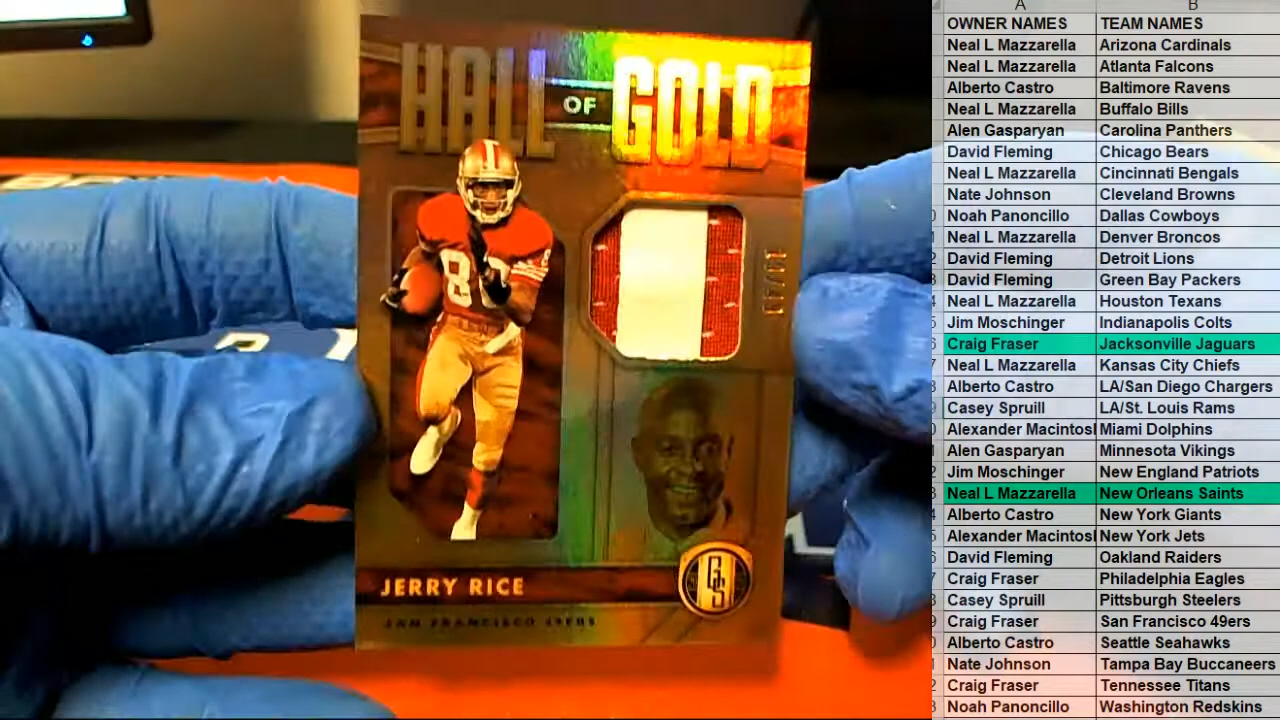 HALL OF GOLD
80
JERRY RICE
SAN FRANCISCO 49ERS
GS
A B
OWNER NAMES TEAM NAMES
Neal L Mazzarella Arizona Cardinals
Neal L Mazzarella Atlanta Falcons
Alberto Castro Baltimore Ravens
Neal L Mazzarella Buffalo Bills
Alen Gasparyan Carolina Panthers
David Fleming Chicago Bears
Neal L Mazzarella Cincinnati Bengals
Nate Johnson Cleveland Browns
Noah Panoncillo Dallas Cowboys
Neal L Mazzarella Denver Broncos
David Fleming Detroit Lions
David Fleming Green Bay Packers
Neal L Mazzarella Houston Texans
Jim Moschinger Indianapolis Colts
Craig Fraser Jacksonville Jaguars
Neal L Mazzarella Kansas City Chiefs
Alberto Castro LA/San Diego Chargers
Casey Spruill LA/St. Louis Rams
Alexander Macintosh Miami Dolphins
Alen Gasparyan Minnesota Vikings
Jim Moschinger New England Patriots
Neal L Mazzarella New Orleans Saints
Alberto Castro New York Giants
Alexander Macintosh New York Jets
David Fleming Oakland Raiders
Craig Fraser Philadelphia Eagles
Casey Spruill Pittsburgh Steelers
Craig Fraser San Francisco 49ers
Alberto Castro Seattle Seahawks
Nate Johnson Tampa Bay Buccaneers
Craig Fraser Tennessee Titans
Noah Panoncillo Washington Redskins